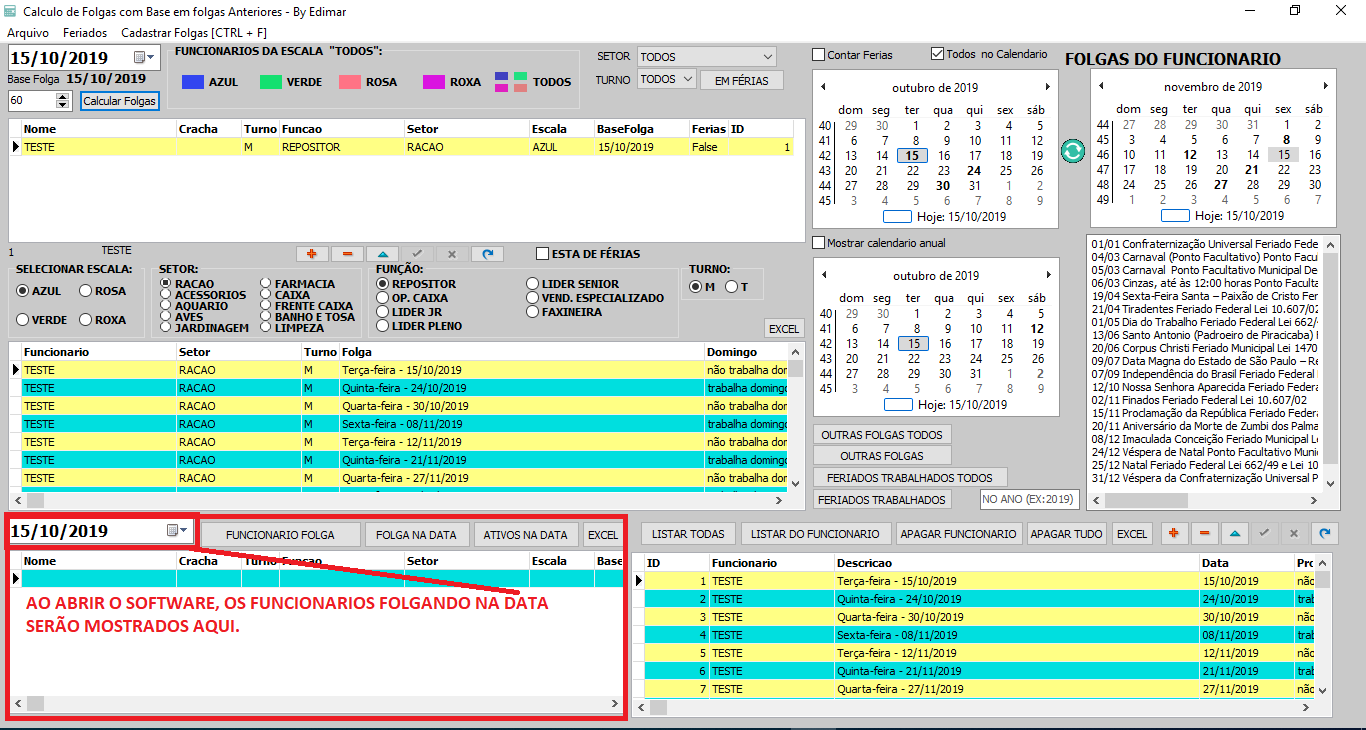 Calculo de Folgas com Base em folgas Anteriores - By Edimar
Arquivo Feriados Cadastrar Folgas [CTRL + F]
15/10/2019
Base Folga 15/10/2019
60 Calcular Folgas
FUNCIONARIOS DA ESCALA "TODOS":
AZUL VERDE ROSA ROXA TODOS
SETOR TODOS
TURNO TODOS EM FÉRIAS
Nome Cracha Turno Funcao Setor Escala BaseFolga Ferias ID
TESTE M REPOSITOR RACAO AZUL 15/10/2019 False 1
1 TESTE
ESTA DE FÉRIAS
SELECIONAR ESCALA:
AZUL ROSA
VERDE ROXA
SETOR:
RACAO FARMACIA
ACESSORIOS CAIXA
AQUARIO FRENTE CAIXA
AVES BANHO E TOSA
JARDINAGEM LIMPEZA
FUNÇÃO:
REPOSITOR LIDER SENIOR
OP. CAIXA VEND. ESPECIALIZADO
LIDER JR FAXINEIRA
LIDER PLENO
TURNO:
M T
EXCEL
Funcionario Setor Turno Folga Domingo
TESTE RACAO M Terça-feira - 15/10/2019 não trabalha dor
TESTE RACAO M Quinta-feira - 24/10/2019 trabalha domingo
TESTE RACAO M Quarta-feira - 30/10/2019 não trabalha dor
TESTE RACAO M Sexta-feira - 08/11/2019 trabalha domingo
TESTE RACAO M Terça-feira - 12/11/2019 não trabalha dor
TESTE RACAO M Quinta-feira - 21/11/2019 trabalha domingo
TESTE RACAO M Quarta-feira - 27/11/2019 não trabalha dor
Contar Ferias Todos no Calendario
FOLGAS DO FUNCIONARIO
outubro de 2019
dom seg ter qua qui sex sáb
40 29 30 1 2 3 4 5
41 6 7 8 9 10 11 12
42 13 14 15 16 17 18 19
43 20 21 22 23 24 25 26
44 27 28 29 30 31 1 2
45 3 4 5 6 7 8 9
Hoje: 15/10/2019
novembro de 2019
dom seg ter qua qui sex sáb
44 27 28 29 30 31 1 2
45 3 4 5 6 7 8 9
46 10 11 12 13 14 15 16
47 17 18 19 20 21 22 23
48 24 25 26 27 28 29 30
49 1 2 3 4 5 6 7
Hoje: 15/10/2019
Mostrar calendario anual
outubro de 2019
dom seg ter qua qui sex sáb
40 29 30 1 2 3 4 5
41 6 7 8 9 10 11 12
42 13 14 15 16 17 18 19
43 20 21 22 23 24 25 26
44 27 28 29 30 31 1 2
45 3 4 5 6 7 8 9
Hoje: 15/10/2019
01/01 Confraternização Universal Feriado Fede
04/03 Carnaval (Ponto Facultativo) Ponto Facu
05/03 Carnaval Ponto Facultativo Municipal De
06/03 Cinzas, até às 12:00 horas Ponto Faculta
19/04 Sexta-Feira Santa – Paixão de Cristo Fer
21/04 Tiradentes Feriado Federal Lei 10.607/02
01/05 Dia do Trabalho Feriado Federal Lei 662/
13/06 Santo Antonio (Padroeiro de Piracicaba)
20/06 Corpus Christi Feriado Municipal Lei 1470
09/07 Data Magna do Estado de São Paulo – Re
07/09 Independência do Brasil Feriado Federal
12/10 Nossa Senhora Aparecida Feriado Federa
02/11 Finados Feriado Federal Lei 10.607/02
15/11 Proclamação da República Feriado Feder
20/11 Aniversário da Morte de Zumbi dos Palma
08/12 Imaculada Conceição Feriado Municipal L
24/12 Véspera de Natal Ponto Facultativo Muni
25/12 Natal Feriado Federal Lei 662/49 e Lei 10
31/12 Véspera da Confraternização Universal P
OUTRAS FOLGAS TODOS
OUTRAS FOLGAS
FERIADOS TRABALHADOS TODOS
FERIADOS TRABALHADOS NO ANO (EX:2019)
15/10/2019 FUNCIONARIO FOLGA FOLGA NA DATA ATIVOS NA DATA EXCEL
Nome Cracha Turno Funcao Setor Escala Base
AO ABRIR O SOFTWARE, OS FUNCIONARIOS FOLGANDO NA DATA
SERÃO MOSTRADOS AQUI.
LISTAR TODAS LISTAR DO FUNCIONARIO APAGAR FUNCIONARIO APAGAR TUDO EXCEL
ID Funcionario Descricao Data Pro
1 TESTE Terça-feira - 15/10/2019 15/10/2019 não
2 TESTE Quinta-feira - 24/10/2019 24/10/2019 trab
3 TESTE Quarta-feira - 30/10/2019 30/10/2019 não
4 TESTE Sexta-feira - 08/11/2019 08/11/2019 trab
5 TESTE Terça-feira - 12/11/2019 12/11/2019 não
6 TESTE Quinta-feira - 21/11/2019 21/11/2019 trab
7 TESTE Quarta-feira - 27/11/2019 27/11/2019 não